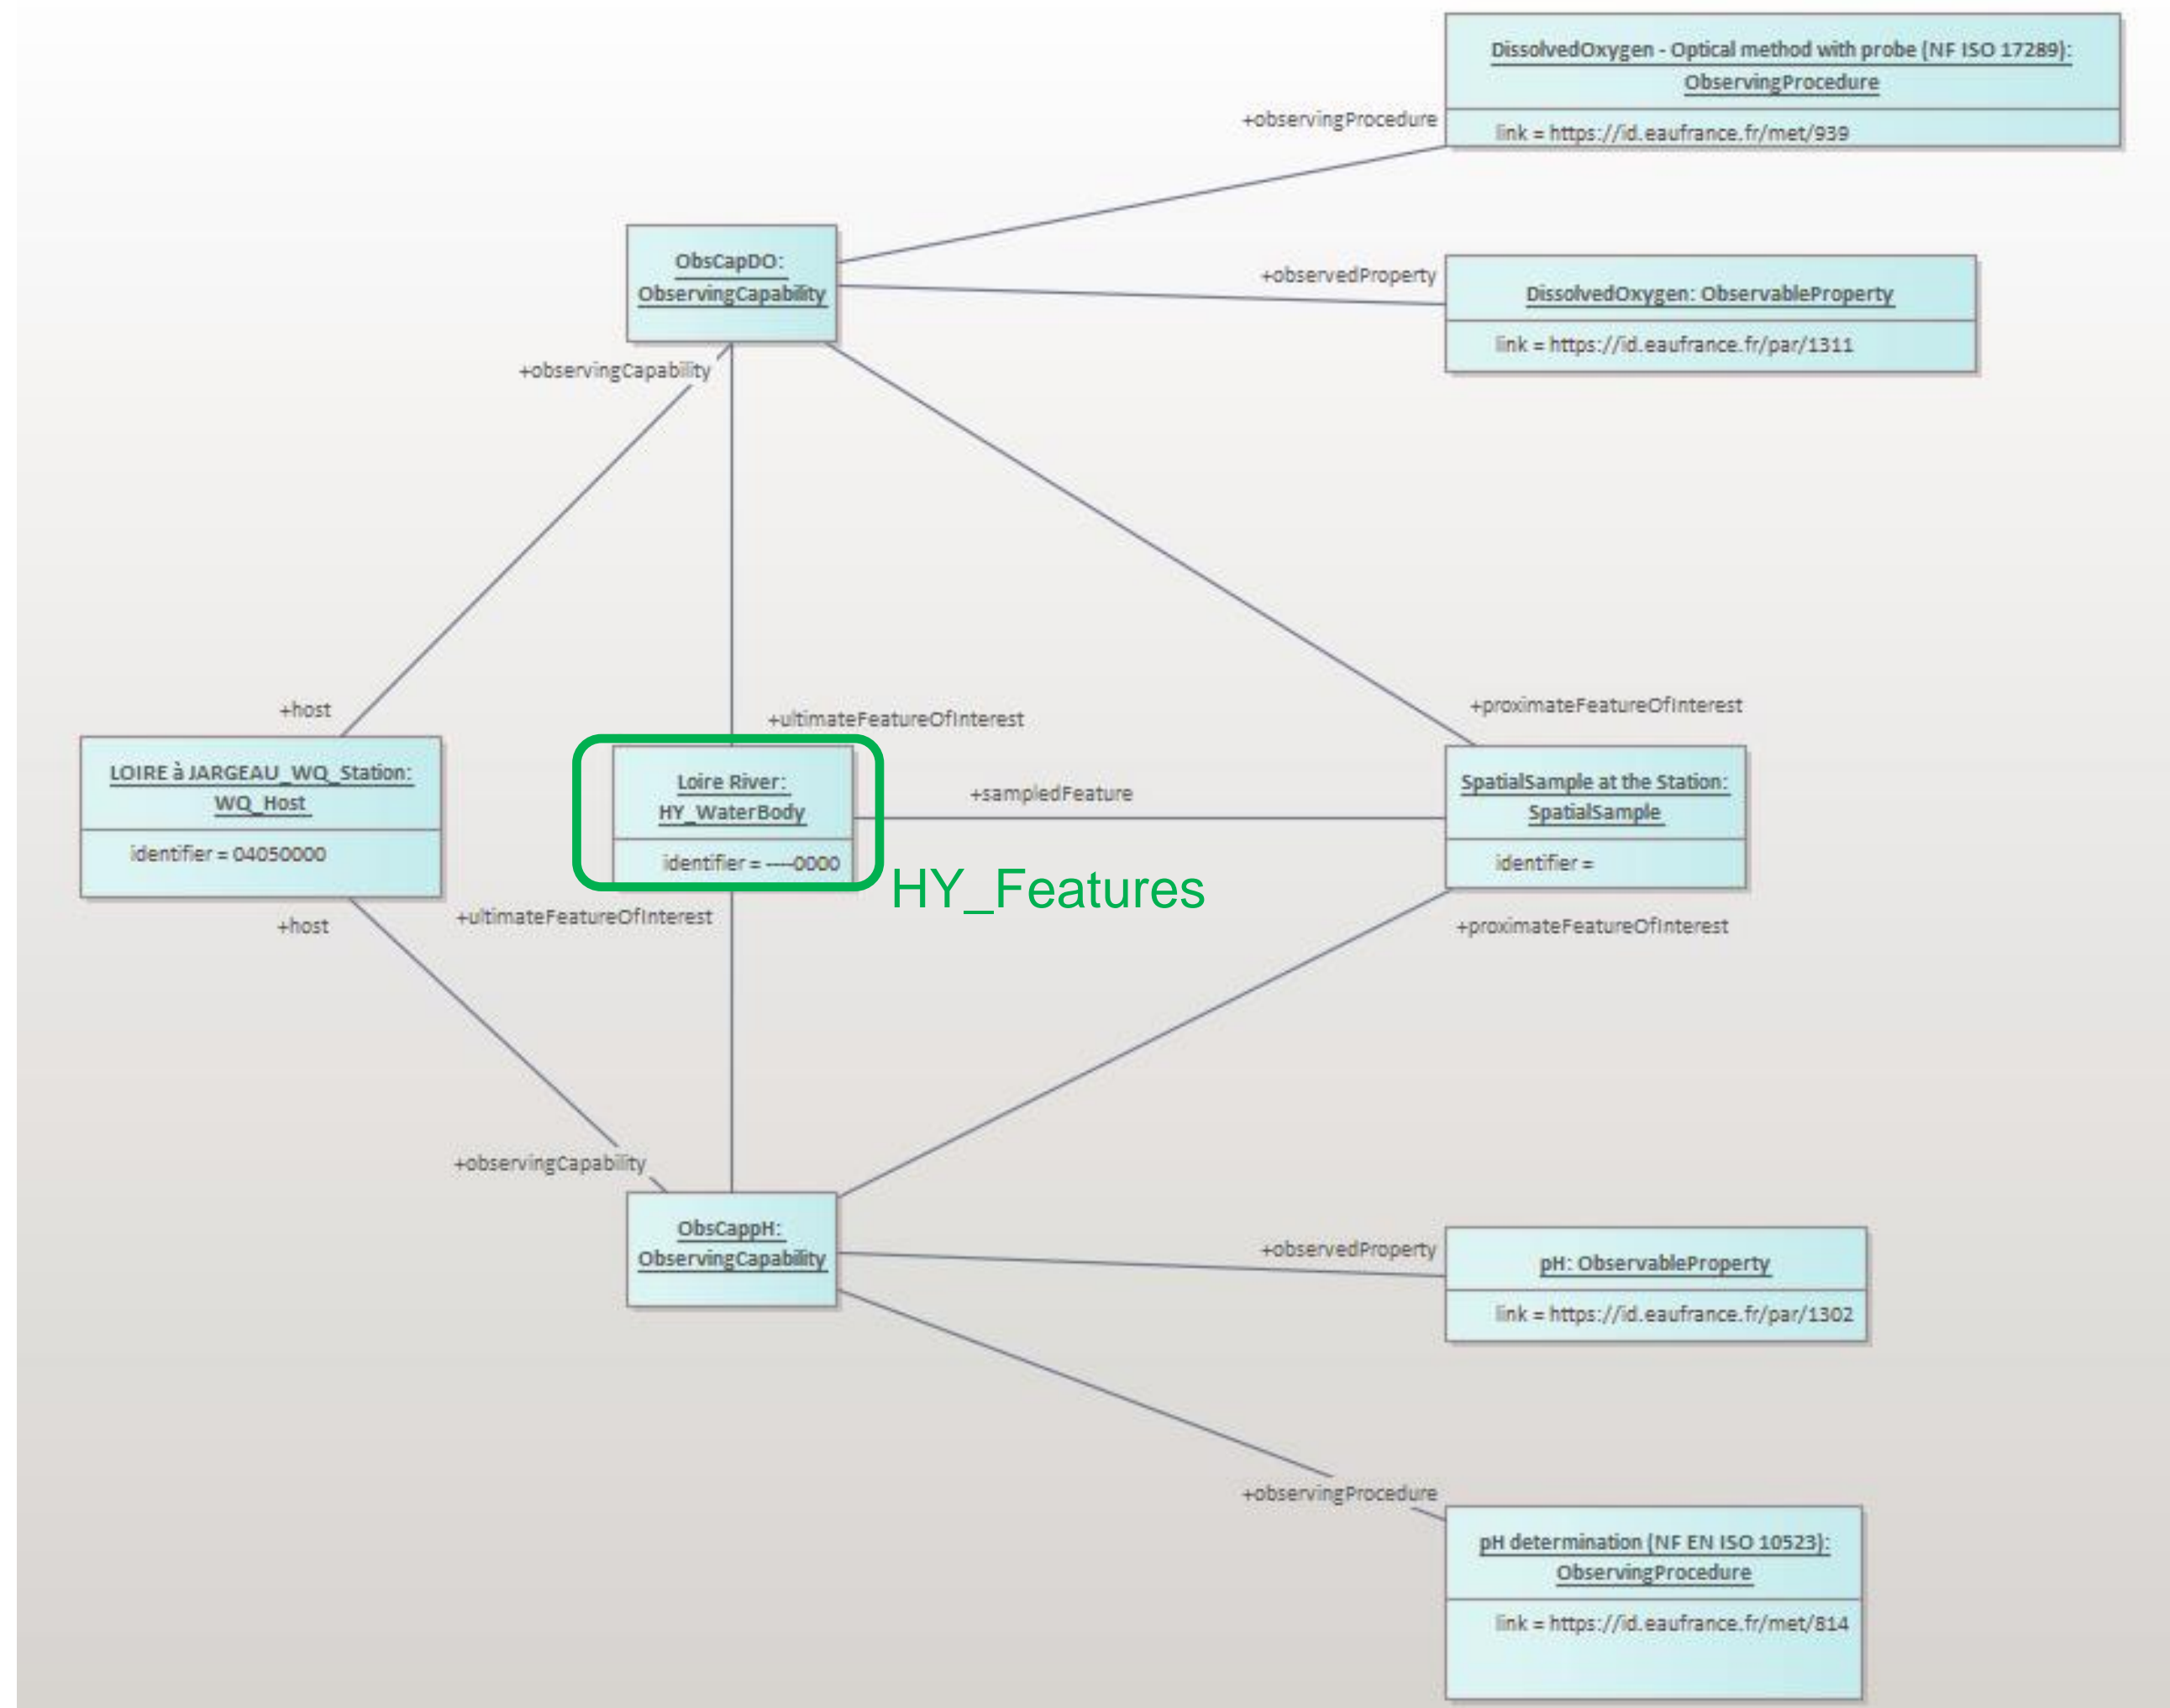 DissolvedOxygen - Optical method with probe (NF ISO 17289):
ObservingProcedure
link = https://id.eaufrance.fr/met/939
+observingProcedure
ObsCapDO:
ObservingCapability
+observedProperty
DissolvedOxygen: ObservableProperty
link = https://id.eaufrance.fr/par/1311
+observingCapability
+host
+ultimateFeatureOfInterest
+proximateFeatureOfInterest
LOIRE à JARGEAU_WQ_Station:
WQ_Host
identifier = 04050000
Loire River:
HY_WaterBody
identifier = ----0000
+sampledFeature
SpatialSample at the Station:
SpatialSample
identifier =
HY_Features
+host
+ultimateFeatureOfInterest
+proximateFeatureOfInterest
+observingCapability
ObsCappH:
ObservingCapability
+observedProperty
pH: ObservableProperty
link = https://id.eaufrance.fr/par/1302
+observingProcedure
pH determination (NF EN ISO 10523):
ObservingProcedure
link = https://id.eaufrance.fr/met/814